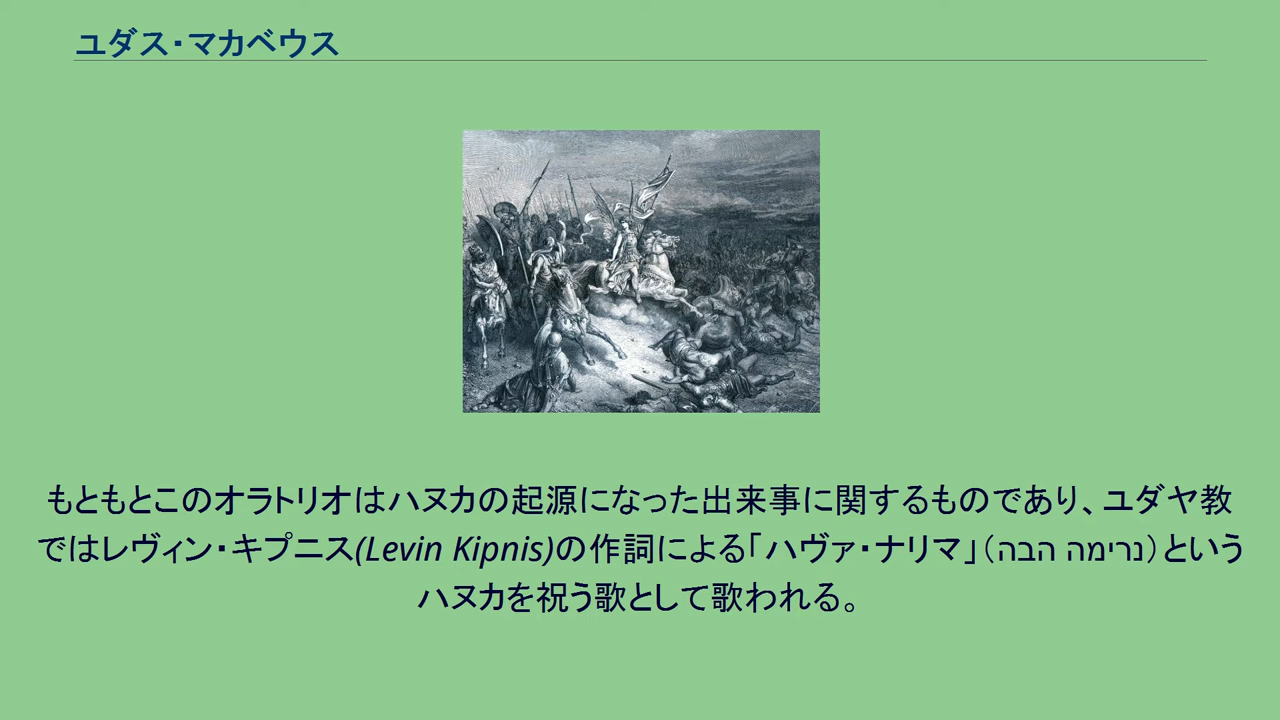 ユダス・マカベウス
もともとこのオラトリオはハヌカの起源になった出来事に関するものであり、ユダヤ教
ではレヴィン・キプニス(Levin Kipnis)の作詞による「ハヴァ・ナリマ」（נרימה הבה）という
ハヌカを祝う歌として歌われる。